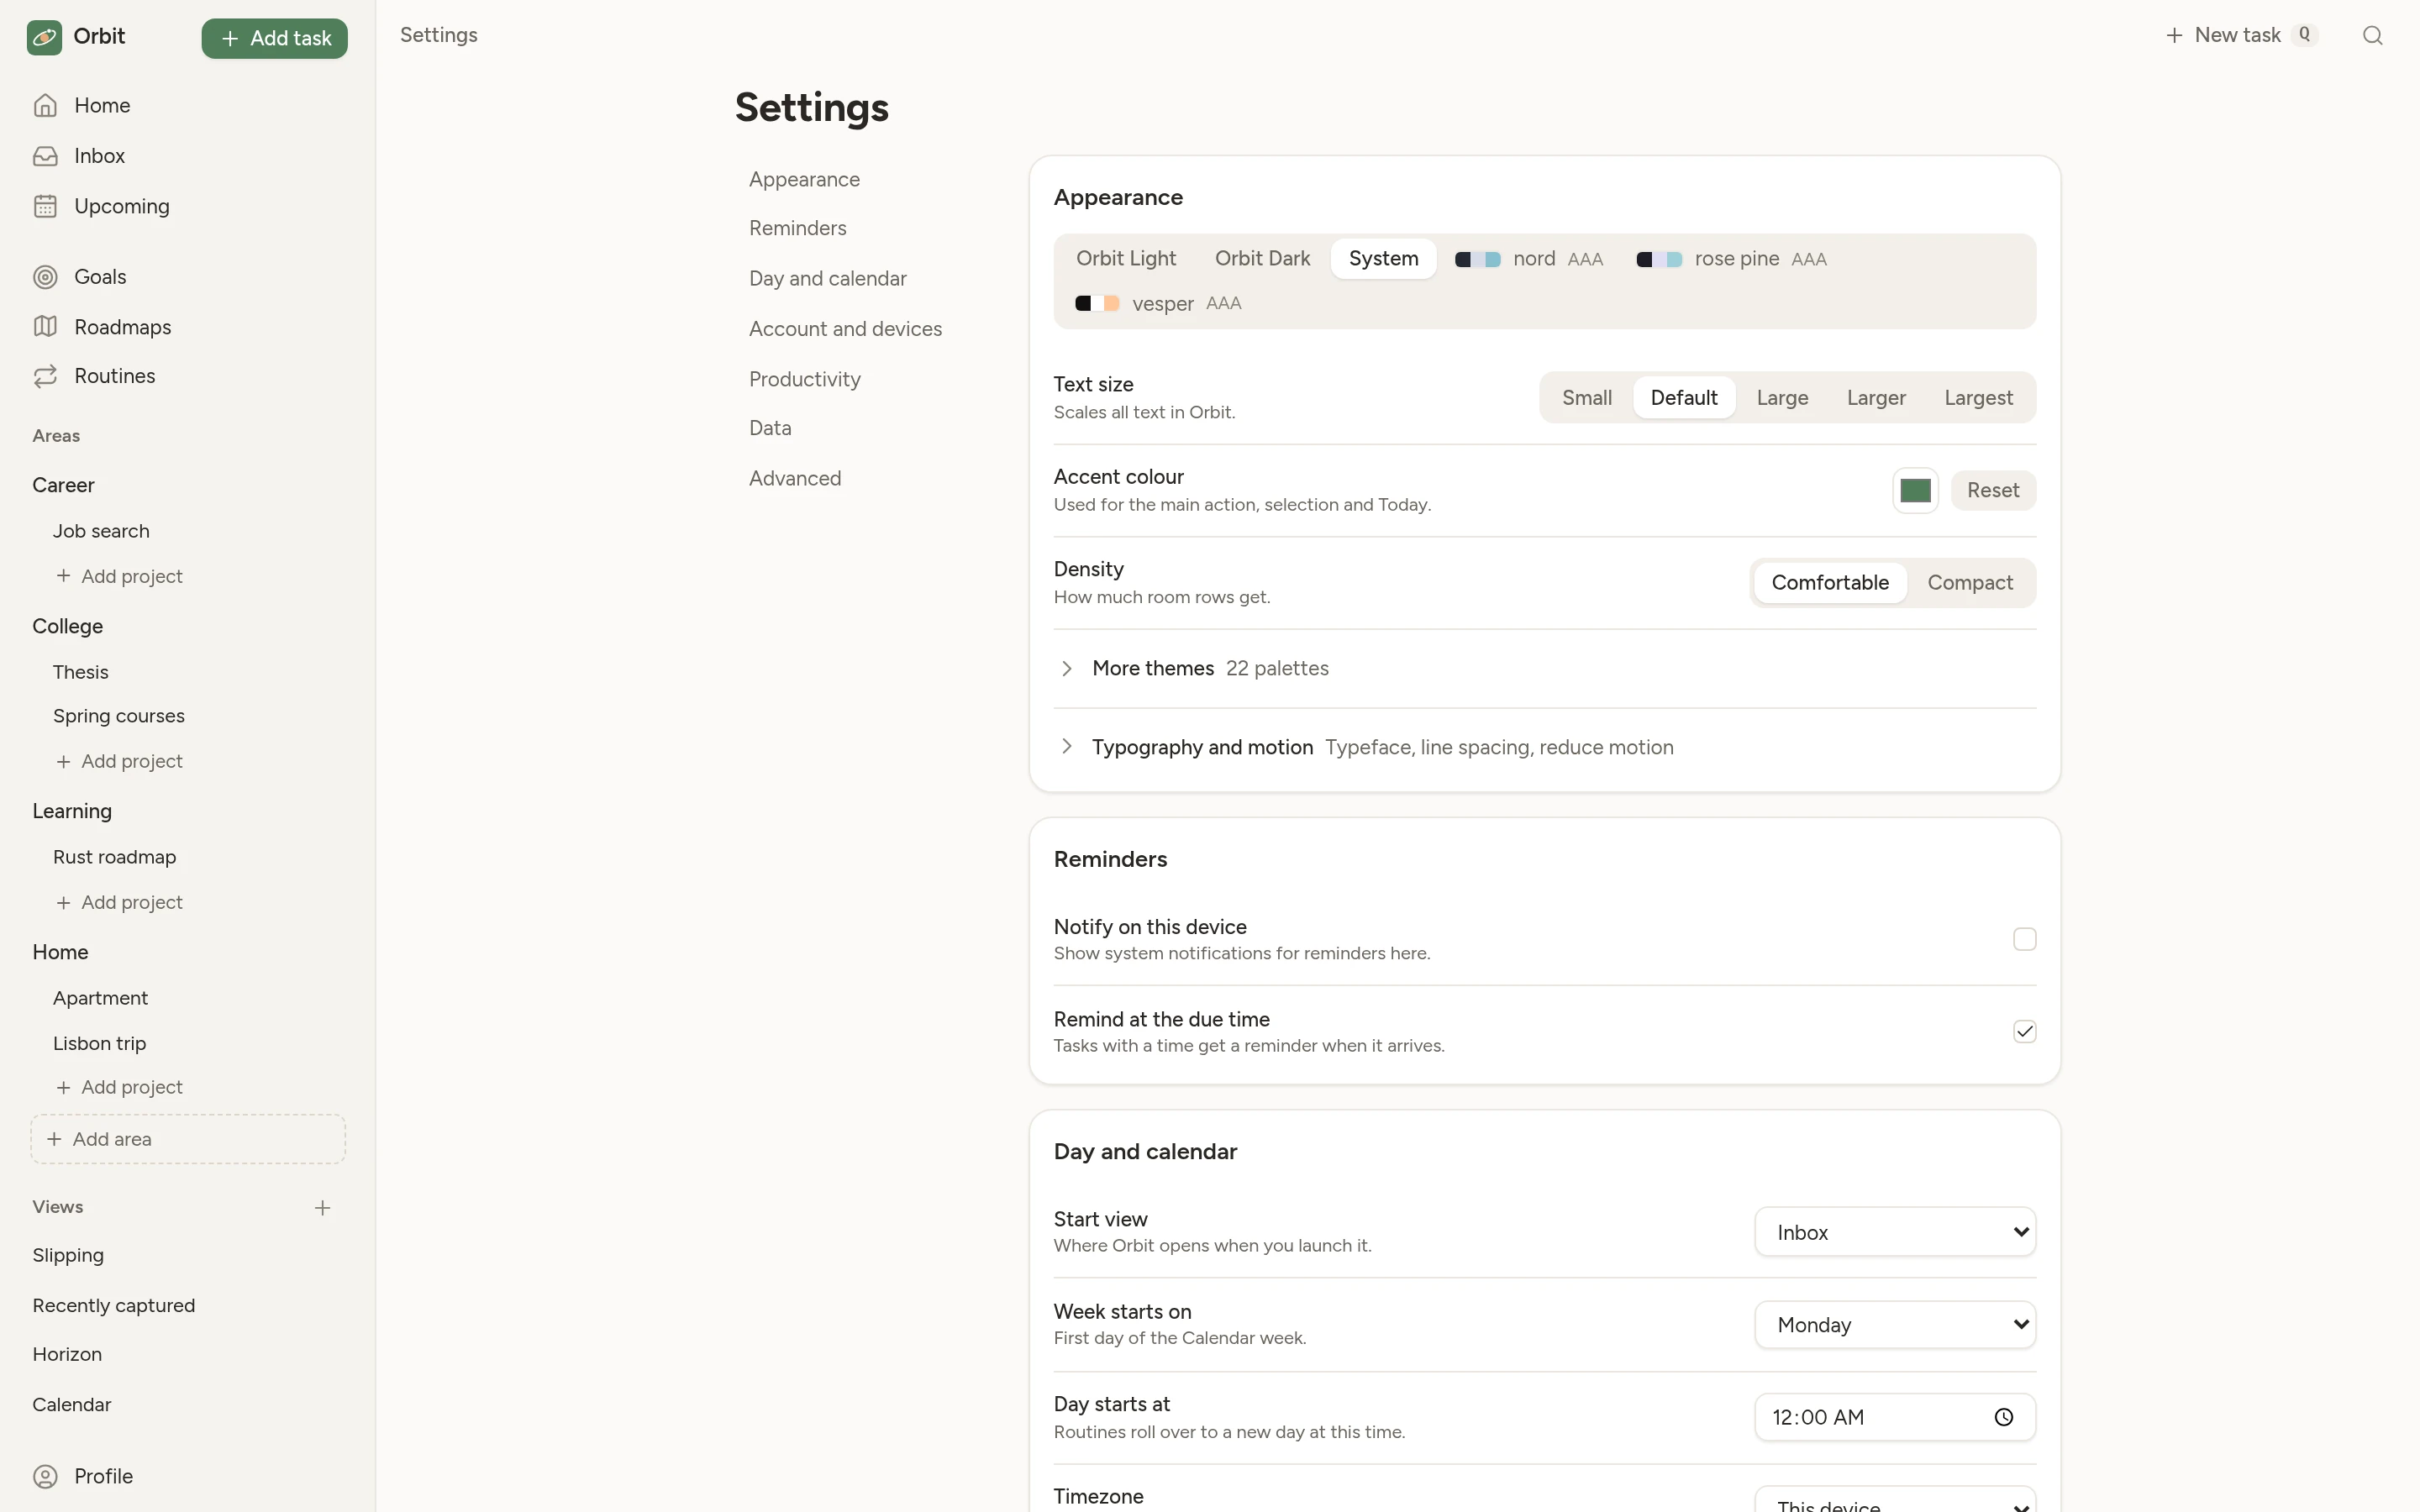 Orbit
+ Add task
Home
Inbox
Upcoming
Goals
Roadmaps
Routines
Areas
Career
Job search
+ Add project
College
Thesis
Spring courses
+ Add project
Learning
Rust roadmap
+ Add project
Home
Apartment
Lisbon trip
+ Add project
+ Add area
Views +
Slipping
Recently captured
Horizon
Calendar
Profile
Settings
+ New task Q
Settings
Appearance
Reminders
Day and calendar
Account and devices
Productivity
Data
Advanced
Appearance
Orbit Light Orbit Dark System nord AAA rose pine AAA
vesper AAA
Text size
Scales all text in Orbit.
Small Default Large Larger Largest
Accent colour
Used for the main action, selection and Today.
Reset
Density
How much room rows get.
Comfortable Compact
More themes 22 palettes
Typography and motion Typeface, line spacing, reduce motion
Reminders
Notify on this device
Show system notifications for reminders here.
Remind at the due time
Tasks with a time get a reminder when it arrives.
Day and calendar
Start view
Where Orbit opens when you launch it.
Inbox
Week starts on
First day of the Calendar week.
Monday
Day starts at
Routines roll over to a new day at this time.
12:00 AM
Timezone
This device